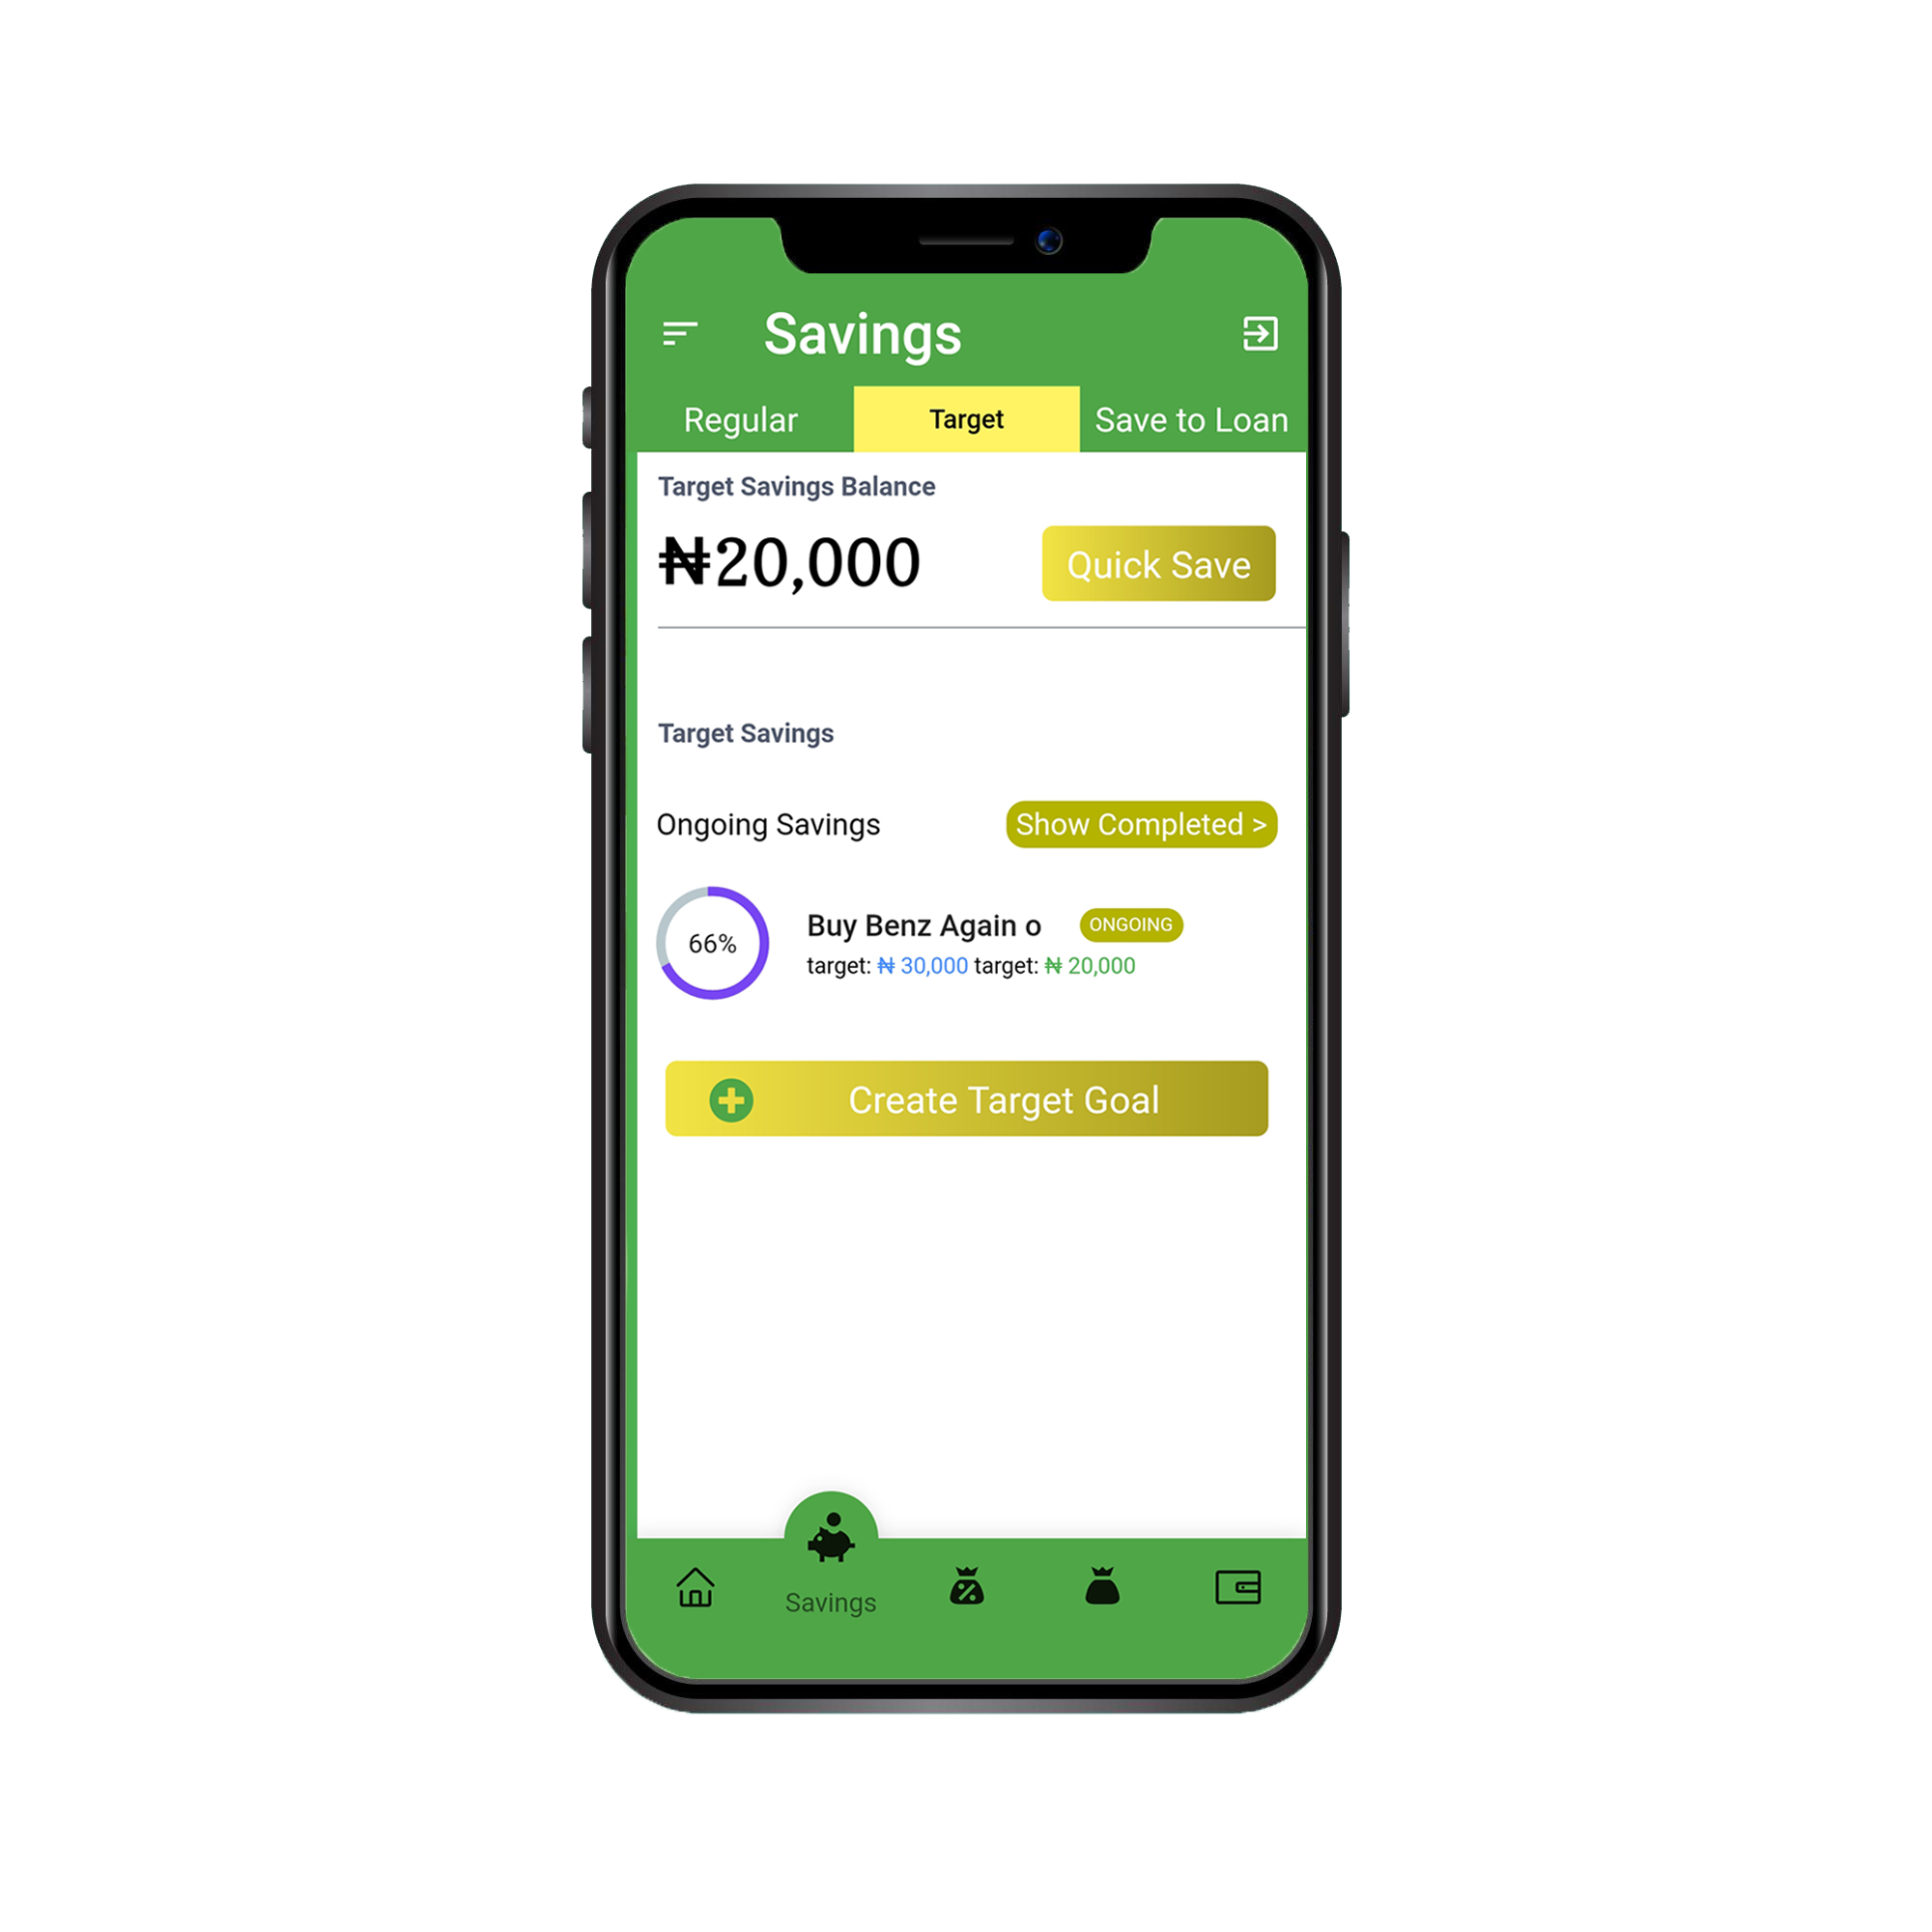 Savings
Regular Target Save to Loan
Target Savings Balance
₦20,000 Quick Save
Target Savings
Ongoing Savings Show Completed >
66%
Buy Benz Again o ONGOING
target: ₦ 30,000 target: ₦ 20,000
Create Target Goal
Savings